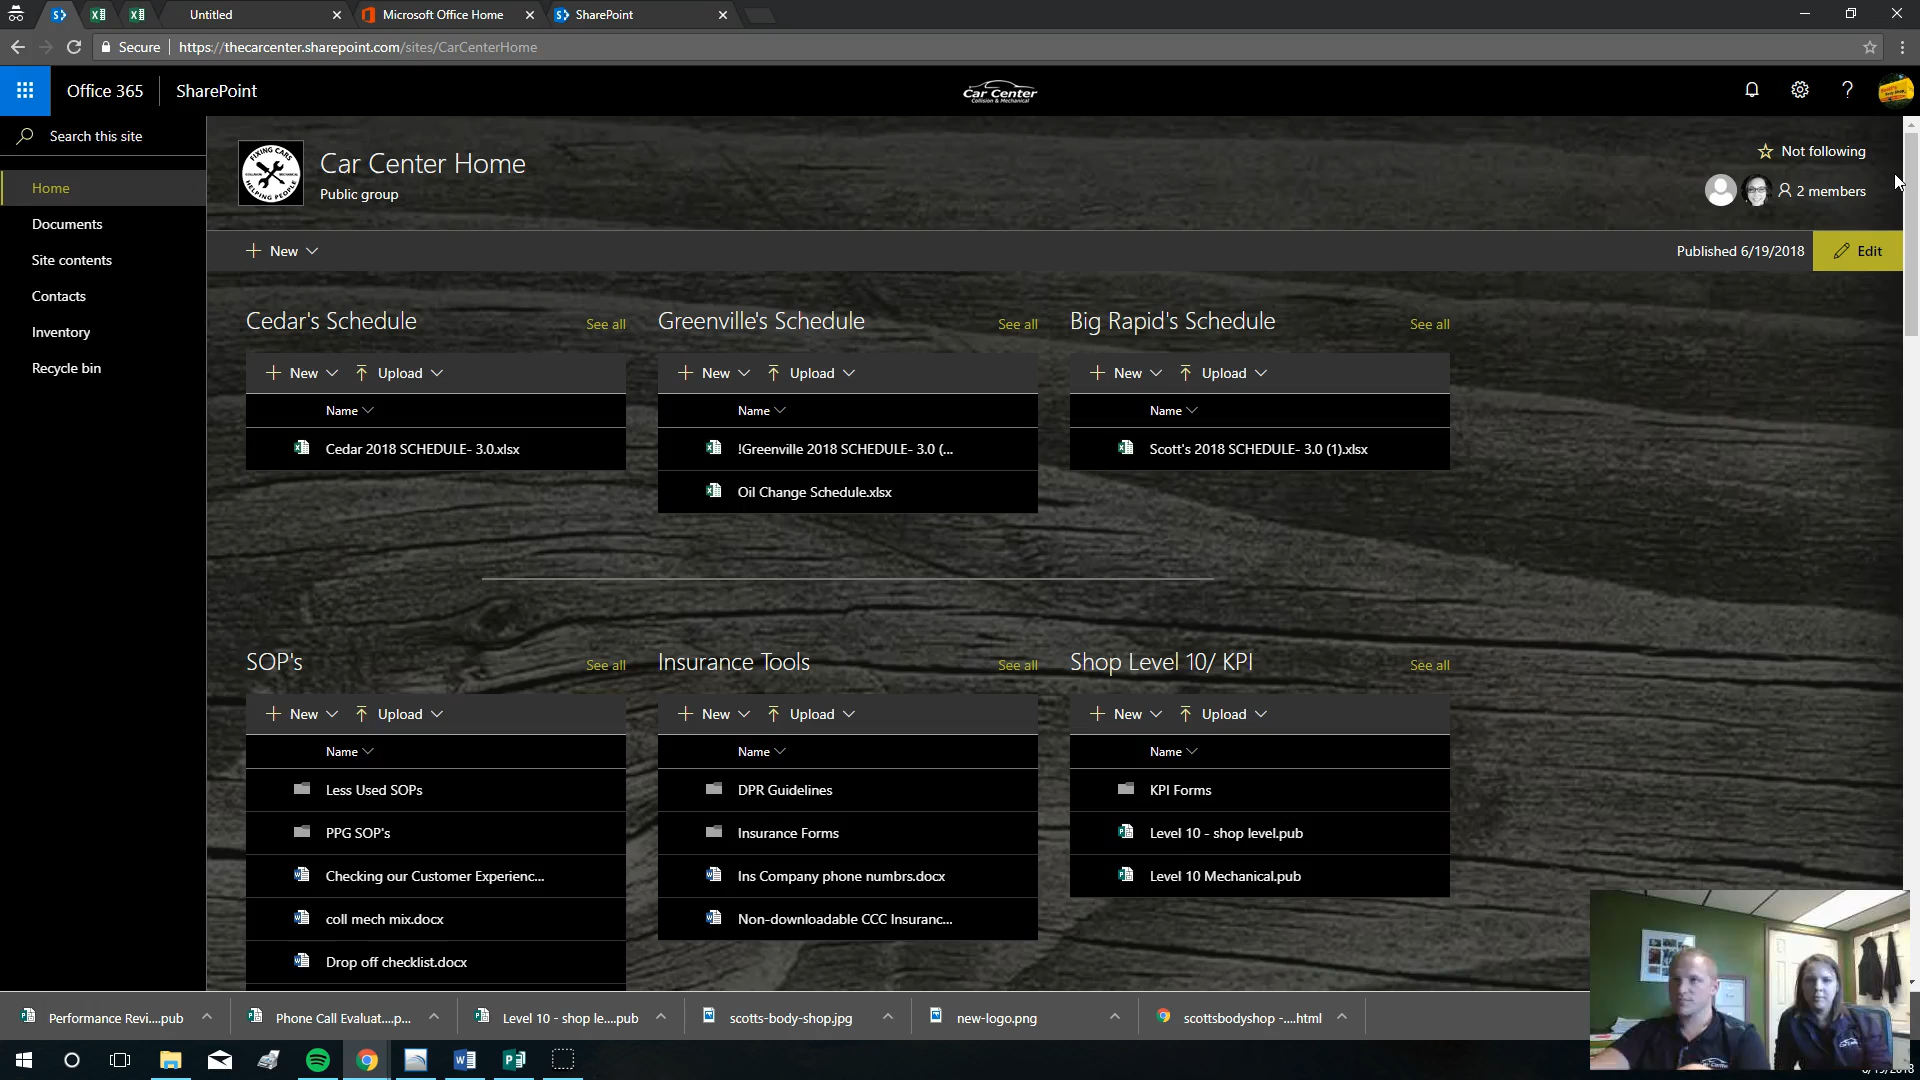 Untitled
Microsoft Office Home
SharePoint
Secure
https://thecarcenter.sharepoint.com/sites/CarCenterHome
Office 365
SharePoint
Car Center
Collision & Mechanical
Search this site
Home
Documents
Site contents
Contacts
Inventory
Recycle bin
FIXING CARS
HELPING PEOPLE
Car Center Home
Public group
Not following
2 members
New
Published 6/19/2018
Edit
Cedar's Schedule
See all
Greenville's Schedule
See all
Big Rapid's Schedule
See all
New
Upload
New
Upload
New
Upload
Name
Name
Name
Cedar 2018 SCHEDULE- 3.0.xlsx
!Greenville 2018 SCHEDULE- 3.0 (...
Scott's 2018 SCHEDULE- 3.0 (1).xlsx
Oil Change Schedule.xlsx
SOP's
See all
Insurance Tools
See all
Shop Level 10/ KPI
See all
New
Upload
New
Upload
New
Upload
Name
Name
Name
Less Used SOPs
DPR Guidelines
KPI Forms
PPG SOP's
Insurance Forms
Level 10 - shop level.pub
Checking our Customer Experienc...
Ins Company phone numbrs.docx
Level 10 Mechanical.pub
coll mech mix.docx
Non-downloadable CCC Insuranc...
Drop off checklist.docx
Performance Revi....pub
Phone Call Evaluat....p...
Level 10 - shop le....pub
scotts-body-shop.jpg
new-logo.png
scottsbodyshop -....html